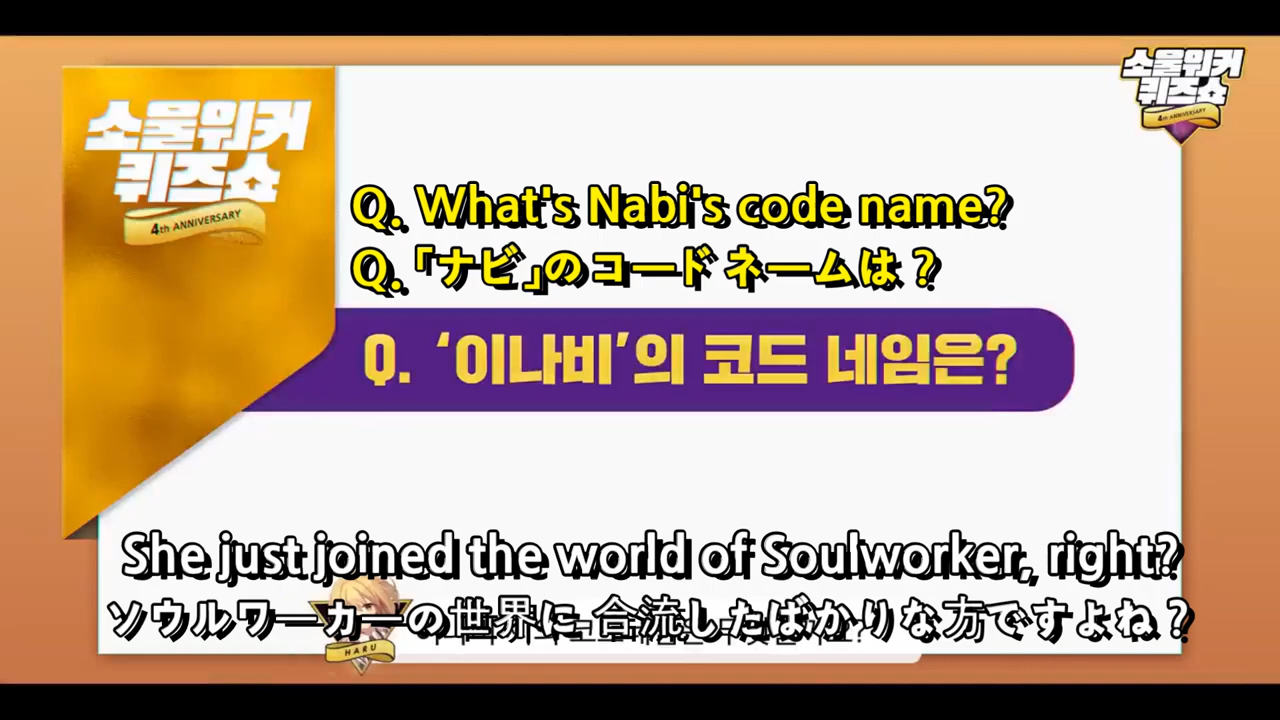 소울워커
퀴즈쇼
4th ANNIVERSARY
소울워커
퀴즈쇼
4th ANNIVERSARY
Q. What's Nabi's code name?
Q.「ナビ」のコードネームは？
Q. ‘이나비’의 코드 네임은?
She just joined the world of Soulworker, right?
ソウルワーカーの世界に 合流したばかりな方ですよね？
HARU